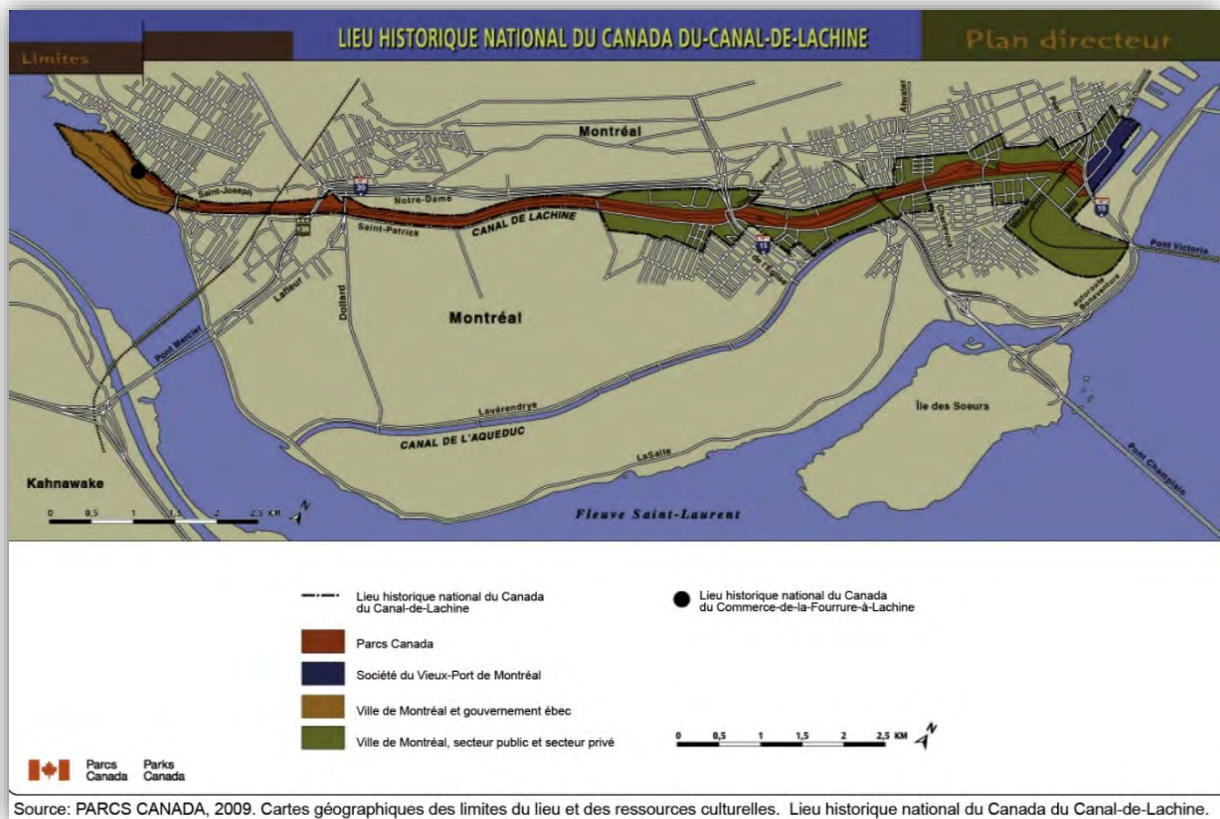 LIEU HISTORIQUE NATIONAL DU CANADA DU-CANAL-DE-LACHINE
Plan directeur
Limites
Montréal
Atwater
Saint-Joseph
20
Notre-Dame
Saint-Patrick
CANAL DE LACHINE
15
de l'Église
Charlevoix
10
Pont Victoria
autoroute
Bonaventure
Lafleur
Dollard
Montréal
Pont Mercier
Lavérendrye
CANAL DE L'AQUEDUC
LaSalle
Île des Soeurs
Pont Champlain
Kahnawake
0 0,5 1 1,5 2 2,5 KM
N
Fleuve Saint-Laurent
Lieu historique national du Canada
du Canal-de-Lachine
Lieu historique national du Canada
du Commerce-de-la-Fourrure-à-Lachine
Parcs Canada
Société du Vieux-Port de Montréal
Ville de Montréal et gouvernement ébec
Ville de Montréal, secteur public et secteur privé
0 0,5 1 1,5 2 2,5 KM
N
Parcs Parks
Canada Canada
Source: PARCS CANADA, 2009. Cartes géographiques des limites du lieu et des ressources culturelles. Lieu historique national du Canada du Canal-de-Lachine.